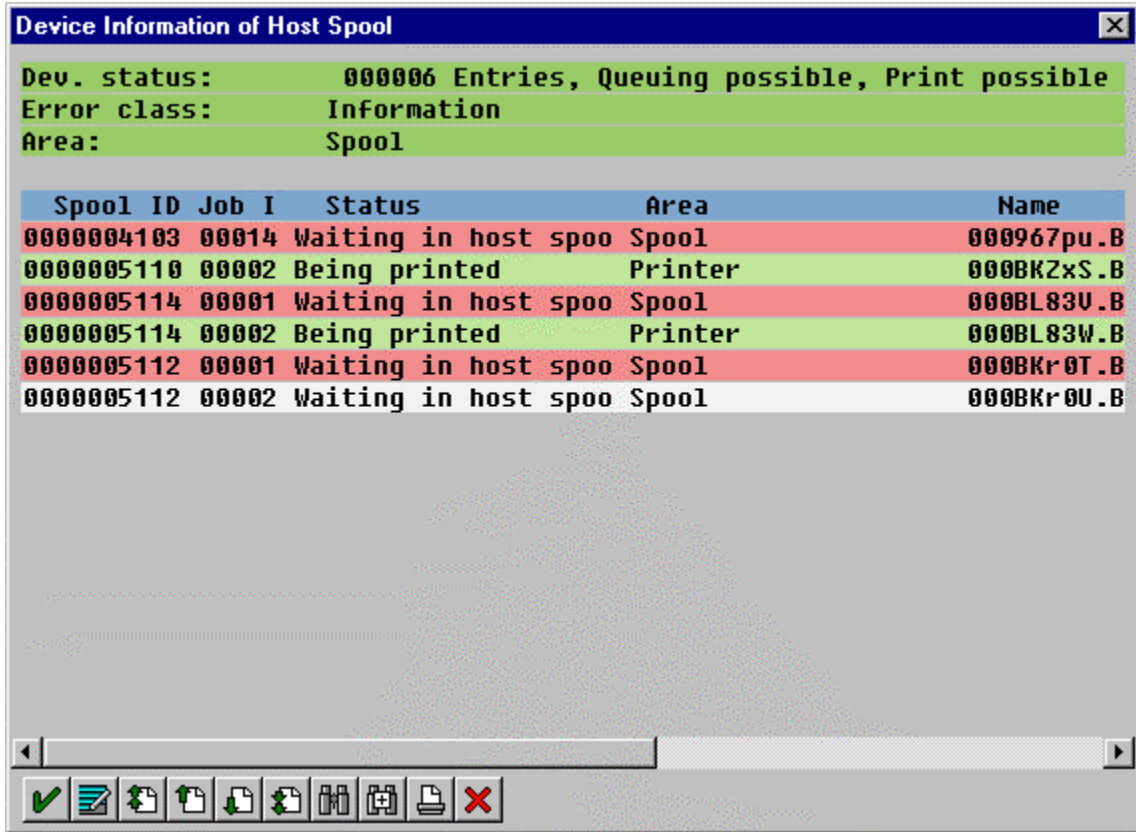 Device Information of Host Spool
Dev. status: 000006 Entries, Queuing possible, Print possible
Error class: Information
Area: Spool
Spool ID Job I Status Area Name
0000004103 00014 Waiting in host spoo Spool 000967pu.B
0000005110 00002 Being printed Printer 000BKZxS.B
0000005114 00001 Waiting in host spoo Spool 000BL83V.B
0000005114 00002 Being printed Printer 000BL83W.B
0000005112 00001 Waiting in host spoo Spool 000BKr0T.B
0000005112 00002 Waiting in host spoo Spool 000BKr0U.B